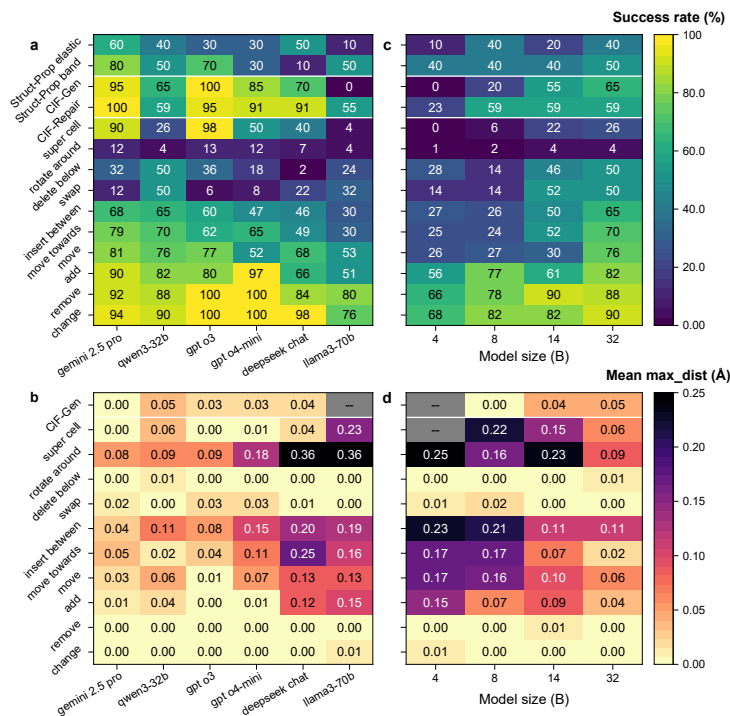 Success rate (%)
a
c
Struct-Prop elastic 60 40 30 30 50 10 10 40 20 40
Struct-Prop band 80 50 70 30 10 50 40 40 50 50
CIF-Gen 95 65 100 85 70 0 0 20 55 65
CIF-Repair 100 59 95 91 91 55 23 59 59 59
super cell 90 26 98 50 40 4 0 6 22 26
rotate around 12 4 13 12 7 4 1 2 4 4
delete below 32 50 36 18 2 24 28 14 46 50
swap 12 50 6 8 22 32 14 14 52 50
insert between 68 65 60 47 46 30 27 26 50 65
move towards 79 70 62 65 49 30 25 24 52 70
move 81 76 77 52 68 53 26 27 30 76
add 90 82 80 97 66 51 56 77 61 82
remove 92 88 100 100 84 80 66 78 90 88
change 94 90 100 100 98 76 68 82 82 90
100
80
60
40
20
0.0
gemini 2.5 pro qwen3-32b gpt o3 gpt o4-mini deepseek chat llama3-70b
4 8 14 32
Model size (B)
Mean max_dist (Å)
b
d
CIF-Gen 0.00 0.05 0.03 0.03 0.04 -- -- 0.00 0.04 0.05
super cell 0.00 0.06 0.00 0.01 0.04 0.23 -- 0.22 0.15 0.06
rotate around 0.08 0.09 0.09 0.18 0.36 0.36 0.25 0.16 0.23 0.09
delete below 0.00 0.01 0.00 0.00 0.00 0.00 0.00 0.00 0.00 0.01
swap 0.02 0.00 0.03 0.03 0.01 0.00 0.01 0.02 0.00 0.00
insert between 0.04 0.11 0.08 0.15 0.20 0.19 0.23 0.21 0.11 0.11
move towards 0.05 0.02 0.04 0.11 0.25 0.16 0.17 0.17 0.07 0.02
move 0.03 0.06 0.01 0.07 0.13 0.13 0.17 0.16 0.10 0.06
add 0.01 0.04 0.00 0.01 0.12 0.15 0.15 0.07 0.09 0.04
remove 0.00 0.00 0.00 0.00 0.00 0.00 0.00 0.00 0.01 0.00
change 0.00 0.00 0.00 0.00 0.00 0.01 0.01 0.00 0.00 0.00
0.25
0.20
0.15
0.10
0.05
0.00
gemini 2.5 pro qwen3-32b gpt o3 gpt o4-mini deepseek chat llama3-70b
4 8 14 32
Model size (B)